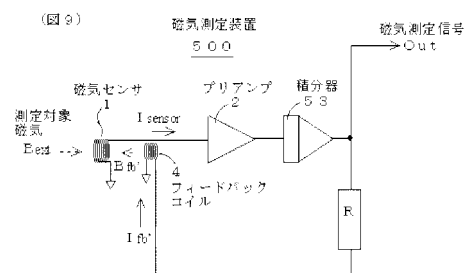 (図9)
磁気測定装置
500
磁気測定信号
Out
磁気センサ
1
I sensor
プリアンプ
2
積分器
53
測定対象
磁気
Bext
B fb'
4
フィードバック
コイル
I fb'
R